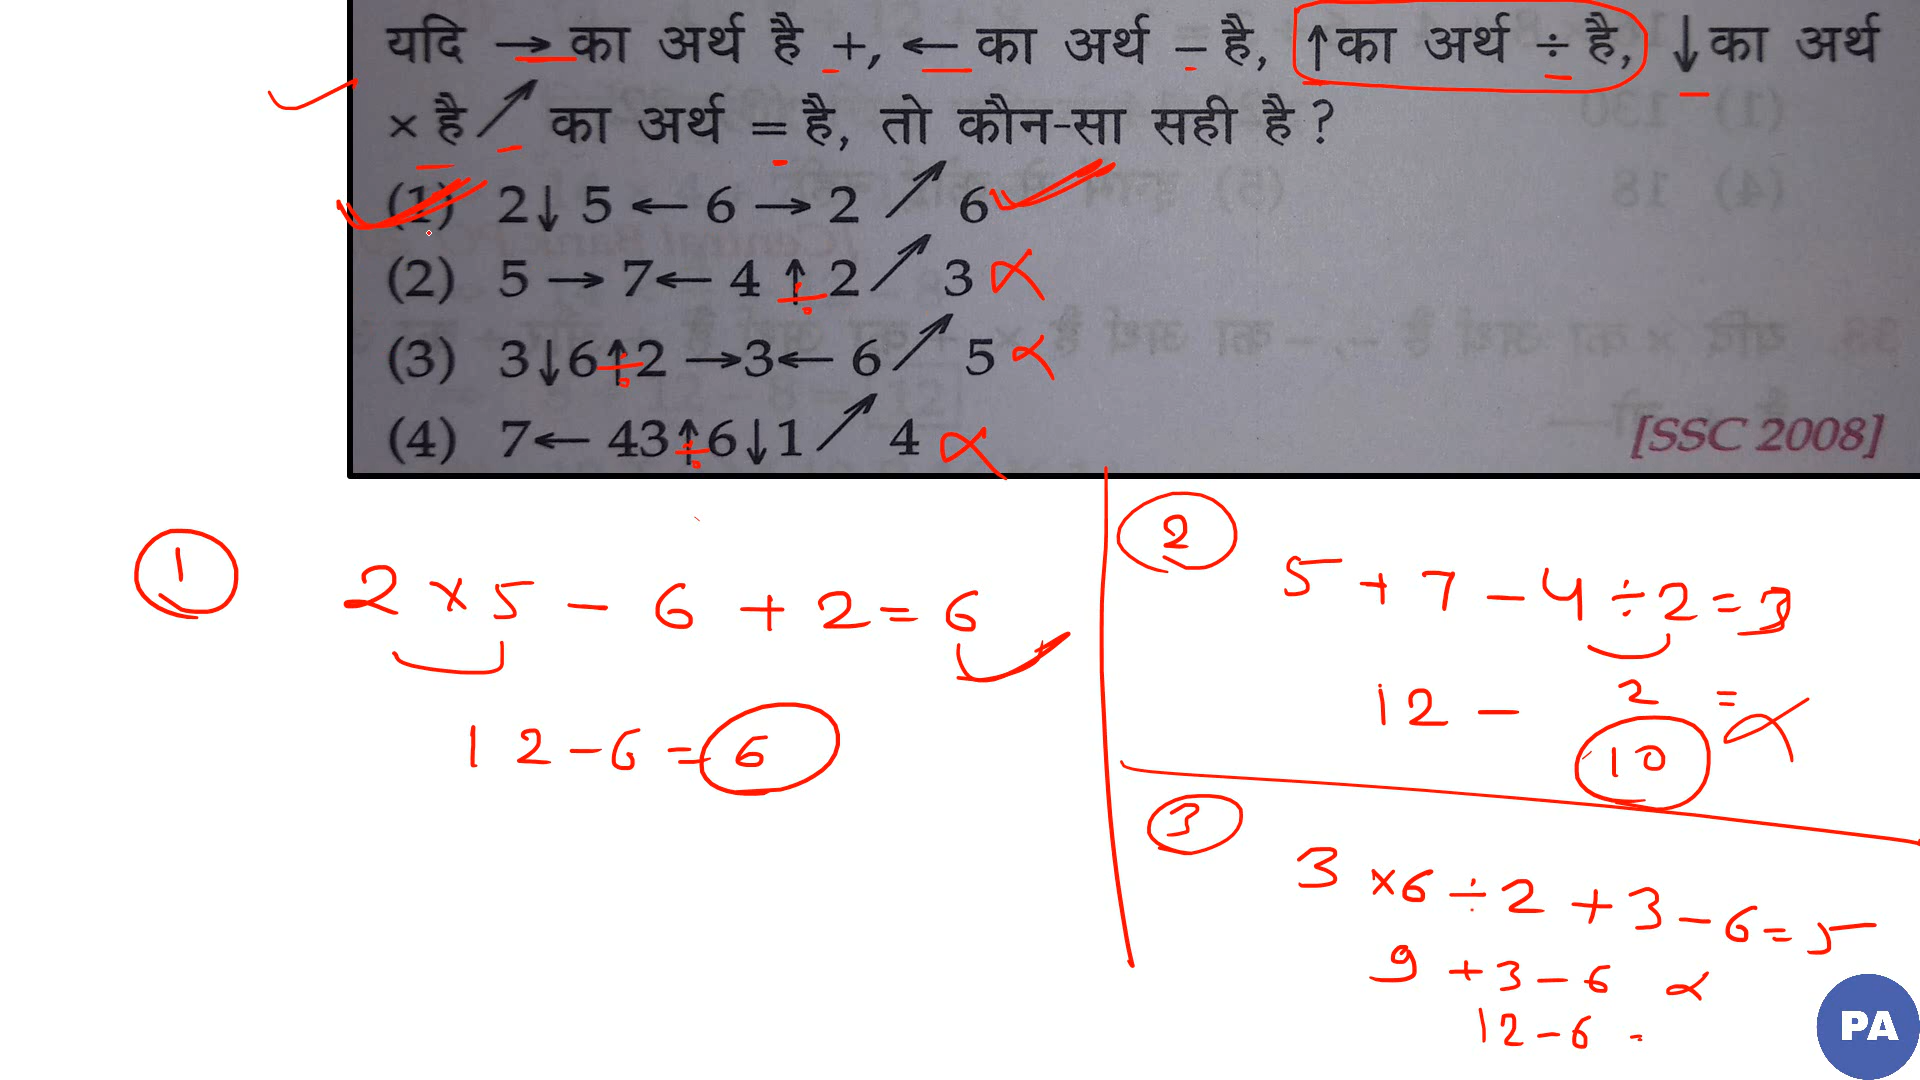 यदि → का अर्थ है +, ← का अर्थ − है, ↑ का अर्थ ÷ है, ↓ का अर्थ
× है ↗ का अर्थ = है, तो कौन-सा सही है ?
(1) 2 ↓ 5 ← 6 → 2 ↗ 6
(2) 5 → 7 ← 4 ↑ 2 ↗ 3
(3) 3 ↓ 6 ↑ 2 → 3 ← 6 ↗ 5
(4) 7 ← 43 ↑ 6 ↓ 1 ↗ 4
[SSC 2008]
1
2 × 5 − 6 + 2 = 6
12 − 6 = 6
2
5 + 7 − 4 ÷ 2 = 3
12 − 2 =
10
3
3 × 6 ÷ 2 + 3 − 6 = 5
9 + 3 − 6
12 − 6 =
PA